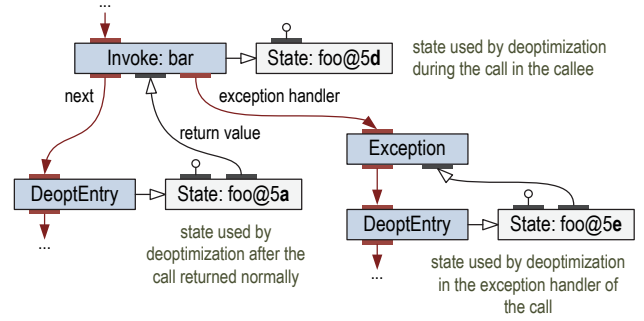 ...
Invoke: bar
State: foo@5d
state used by deoptimization
during the call in the callee
next
exception handler
return value
Exception
DeoptEntry
State: foo@5a
DeoptEntry
State: foo@5e
...
state used by
deoptimization after the
call returned normally
...
state used by deoptimization
in the exception handler of
the call